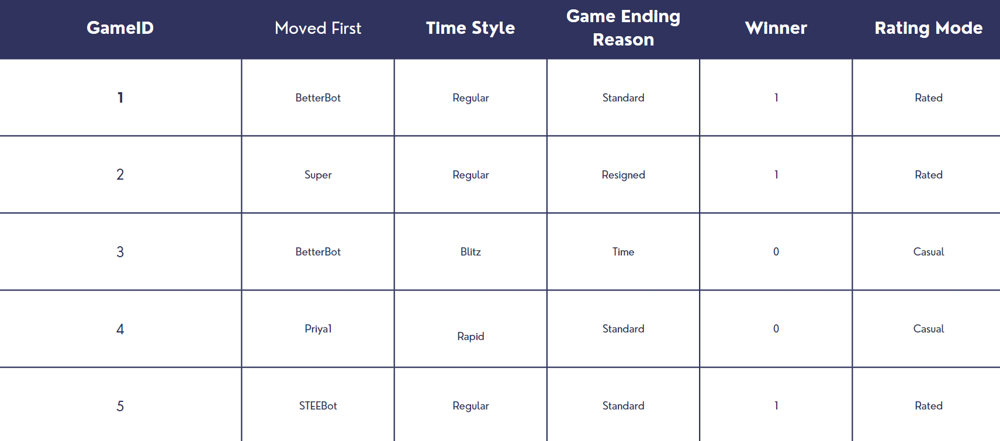 GameID Moved First Time Style Game Ending Reason Winner Rating Mode
1 BetterBot Regular Standard 1 Rated
2 Super Regular Resigned 1 Rated
3 BetterBot Blitz Time 0 Casual
4 Priya1 Rapid Standard 0 Casual
5 STEEBot Regular Standard 1 Rated